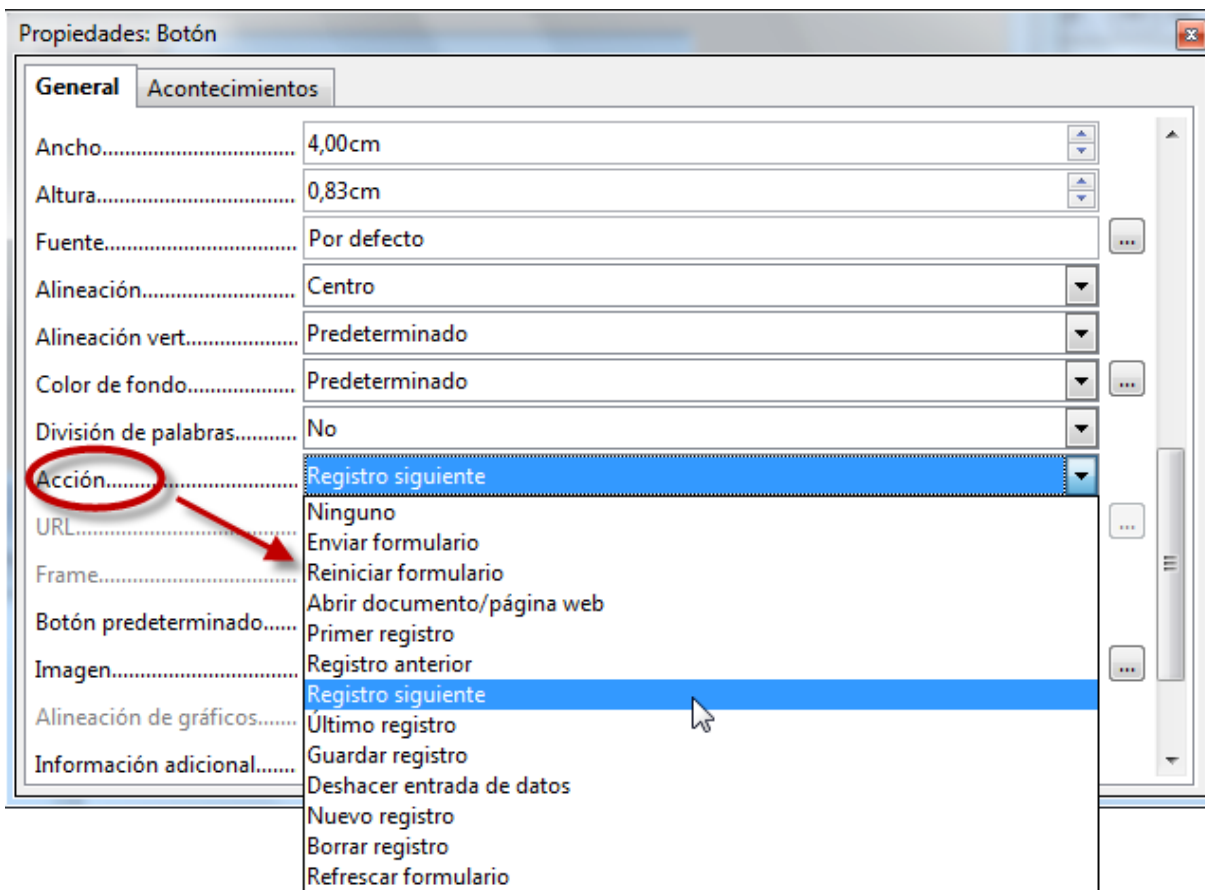 Propiedades: Botón
General Acontecimientos
Ancho................................ 4,00cm
Altura................................. 0,83cm
Fuente................................ Por defecto ...
Alineación.......................... Centro
Alineación vert................... Predeterminado
Color de fondo................... Predeterminado ...
División de palabras........... No
Acción................................ Registro siguiente
Ninguno
URL..................................... ...
Enviar formulario
Reiniciar formulario
Frame.................................
Abrir documento/página web
Botón predeterminado......
Primer registro
Registro anterior
Imagen............................... ...
Registro siguiente
Alineación de gráficos.......
Último registro
Guardar registro
Información adicional.......
Deshacer entrada de datos
Nuevo registro
Borrar registro
Refrescar formulario